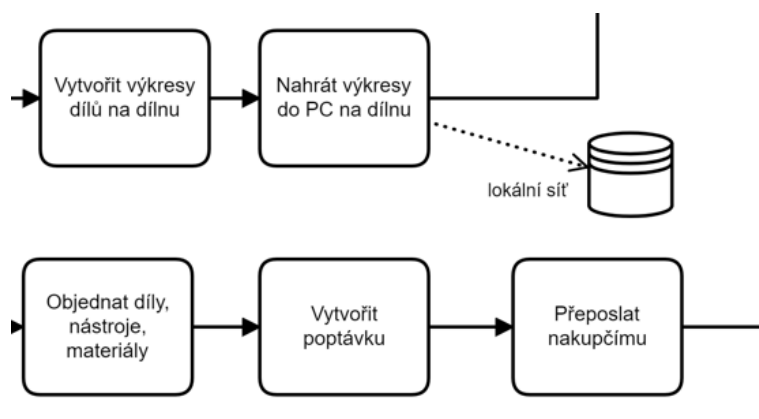 Vytvořit výkresy
dílů na dílnu
Nahrát výkresy
do PC na dílnu
lokální síť
Objednat díly,
nástroje,
materiály
Vytvořit
poptávku
Přeposlat
nakupčímu